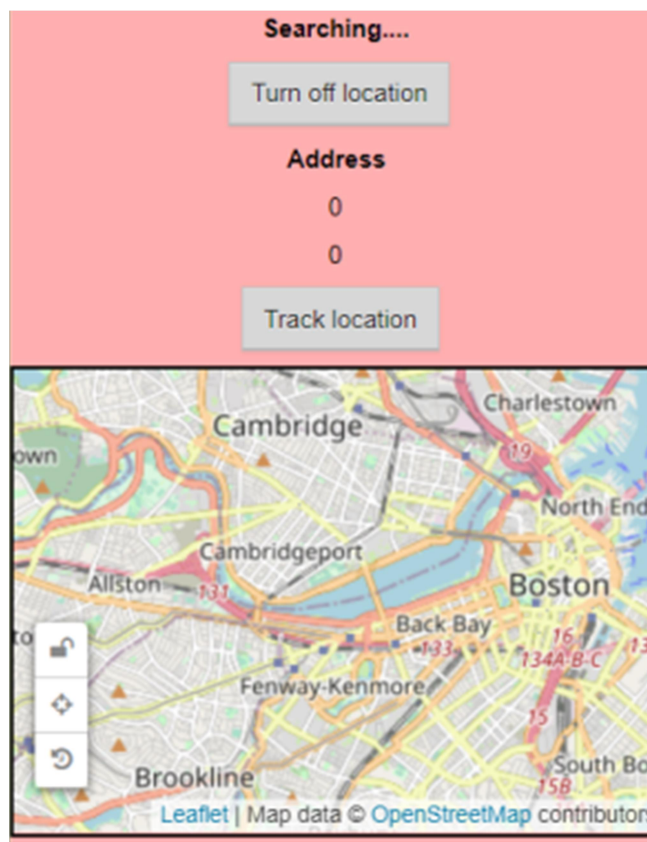 Searching....
Turn off location
Address
0
0
Track location
Charlestown
Cambridge
own
19
North End
Cambridgeport
Allston
131
Boston
to
Back Bay
16
133
13
134A-B-C
Fenway-Kenmore
15
South Bo
Brookline
15B
Leaflet | Map data © OpenStreetMap contributors